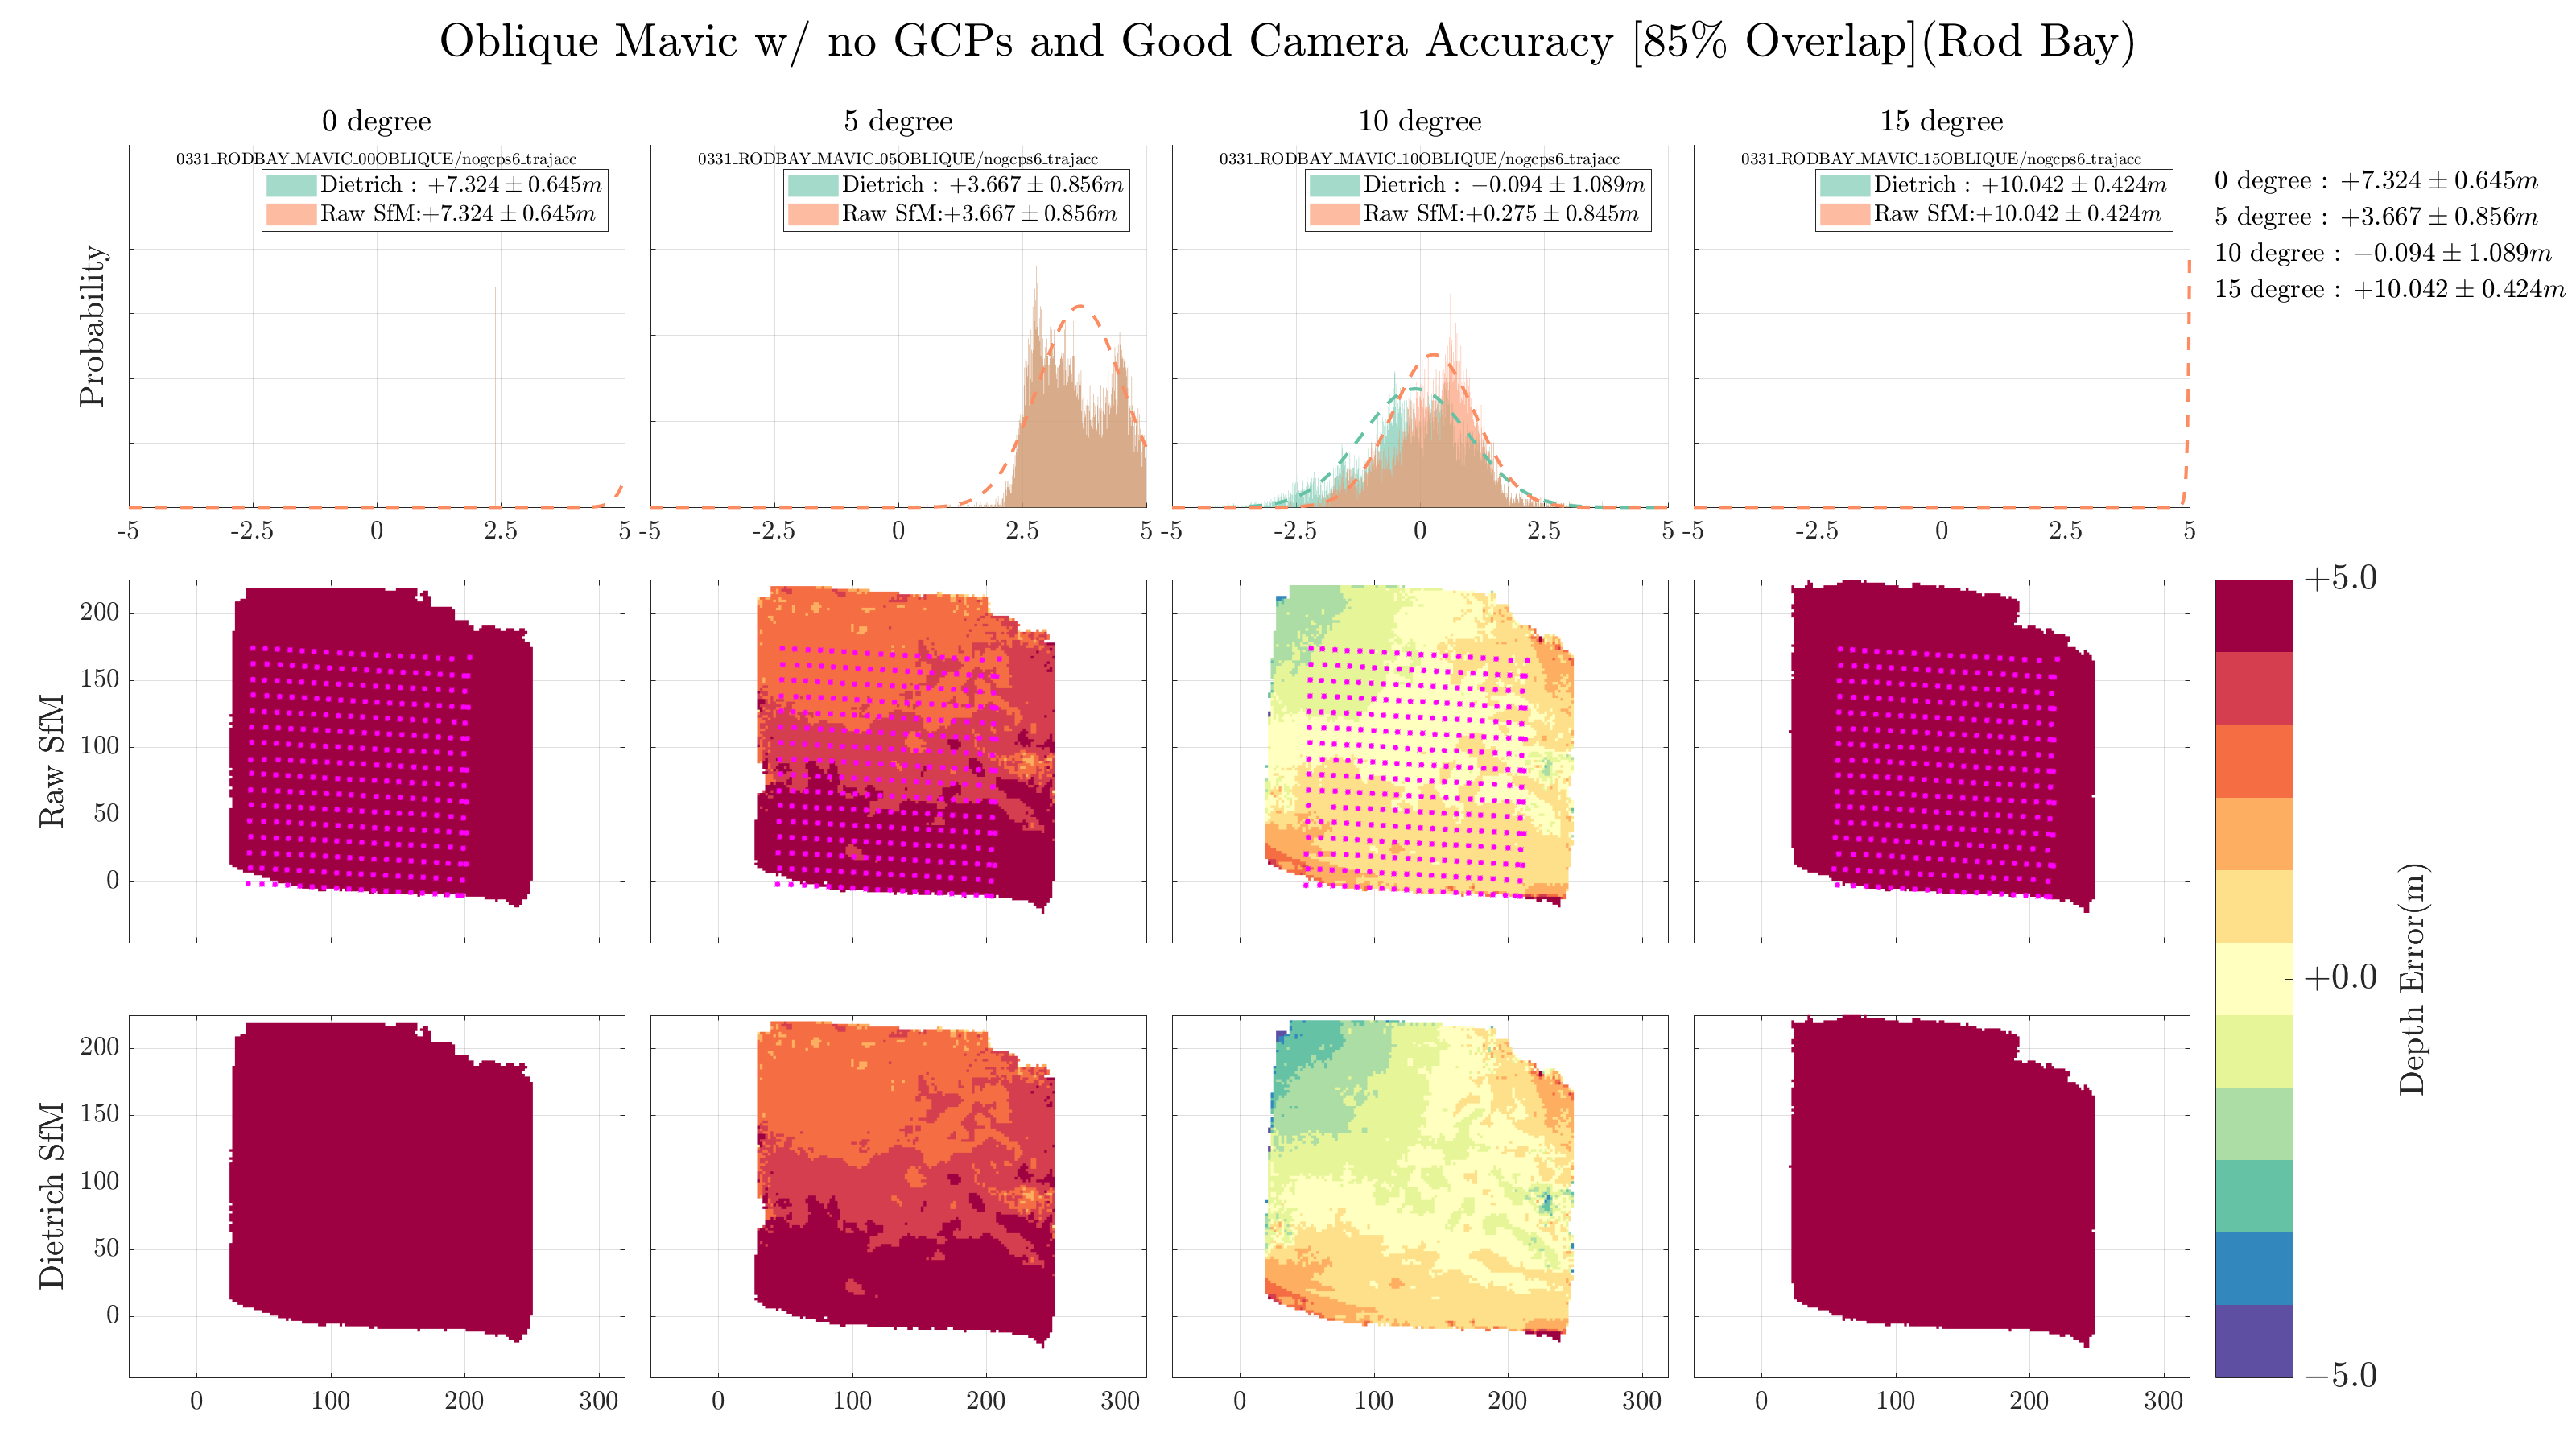 Oblique Mavic w/ no GCPs and Good Camera Accuracy [85% Overlap](Rod Bay)
0 degree
5 degree
10 degree
15 degree
0331_RODBAY_MAVIC_00OBLIQUE/nogcps6_trajacc
Dietrich : +7.324 ± 0.645m
Raw SfM:+7.324 ± 0.645m
0331_RODBAY_MAVIC_05OBLIQUE/nogcps6_trajacc
Dietrich : +3.667 ± 0.856m
Raw SfM:+3.667 ± 0.856m
0331_RODBAY_MAVIC_10OBLIQUE/nogcps6_trajacc
Dietrich : −0.094 ± 1.089m
Raw SfM:+0.275 ± 0.845m
0331_RODBAY_MAVIC_15OBLIQUE/nogcps6_trajacc
Dietrich : +10.042 ± 0.424m
Raw SfM:+10.042 ± 0.424m
0 degree : +7.324 ± 0.645m
5 degree : +3.667 ± 0.856m
10 degree : −0.094 ± 1.089m
15 degree : +10.042 ± 0.424m
Probability
-5 -2.5 0 2.5 5
-5 -2.5 0 2.5 5
-5 -2.5 0 2.5 5
-5 -2.5 0 2.5 5
Raw SfM
200
150
100
50
0
Dietrich SfM
200
150
100
50
0
0 100 200 300
0 100 200 300
0 100 200 300
0 100 200 300
+5.0
+0.0
−5.0
Depth Error(m)